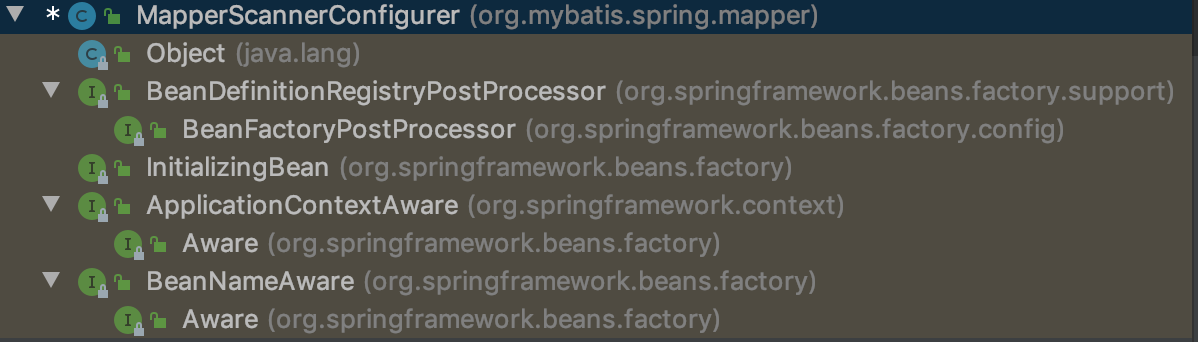 * C MapperScannerConfigurer (org.mybatis.spring.mapper)
C Object (java.lang)
I BeanDefinitionRegistryPostProcessor (org.springframework.beans.factory.support)
I BeanFactoryPostProcessor (org.springframework.beans.factory.config)
I InitializingBean (org.springframework.beans.factory)
I ApplicationContextAware (org.springframework.context)
I Aware (org.springframework.beans.factory)
I BeanNameAware (org.springframework.beans.factory)
I Aware (org.springframework.beans.factory)